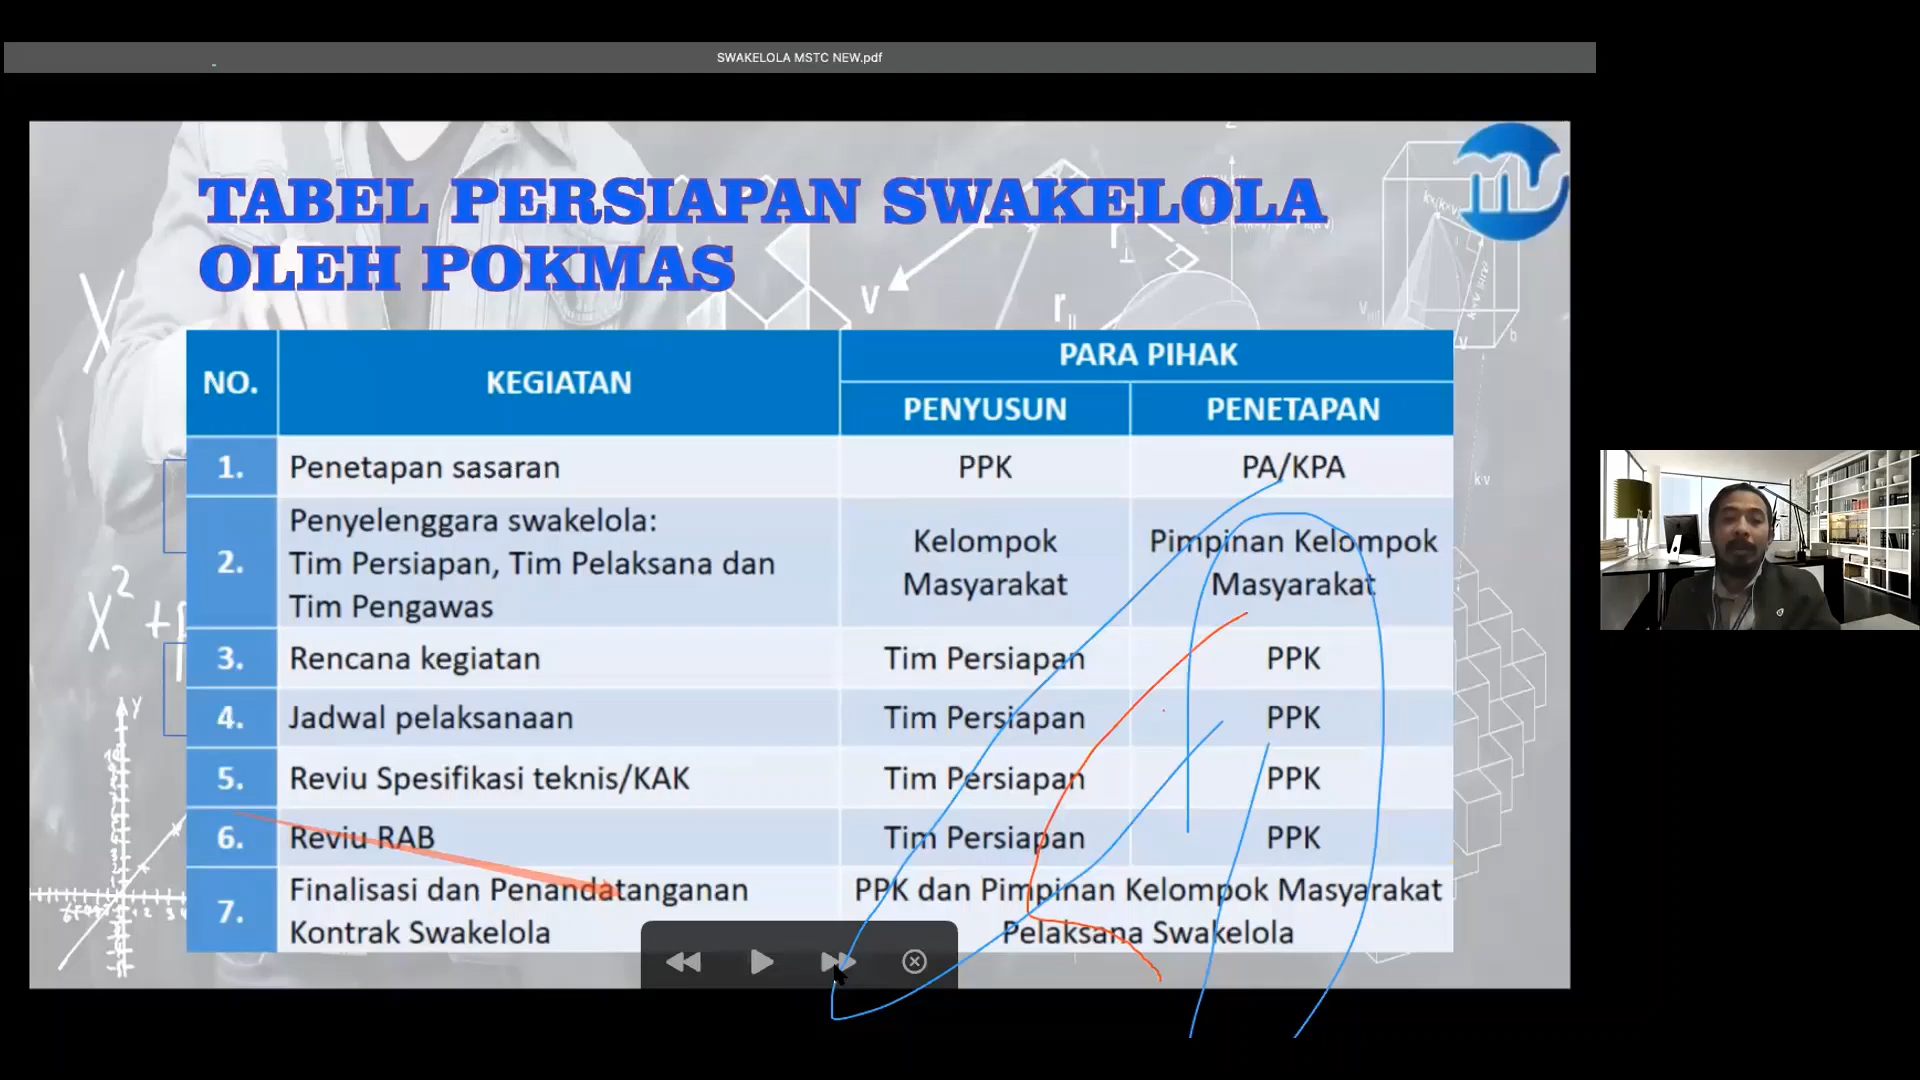 SWAKELOLA MSTC NEW.pdf
TABEL PERSIAPAN SWAKELOLA
OLEH POKMAS
NO.
KEGIATAN
PARA PIHAK
PENYUSUN
PENETAPAN
1.
Penetapan sasaran
PPK
PA/KPA
2.
Penyelenggara swakelola:
Tim Persiapan, Tim Pelaksana dan
Tim Pengawas
Kelompok
Masyarakat
Pimpinan Kelompok
Masyarakat
3.
Rencana kegiatan
Tim Persiapan
PPK
4.
Jadwal pelaksanaan
Tim Persiapan
PPK
5.
Reviu Spesifikasi teknis/KAK
Tim Persiapan
PPK
6.
Reviu RAB
Tim Persiapan
PPK
7.
Finalisasi dan Penandatanganan
Kontrak Swakelola
PPK dan Pimpinan Kelompok Masyarakat
Pelaksana Swakelola